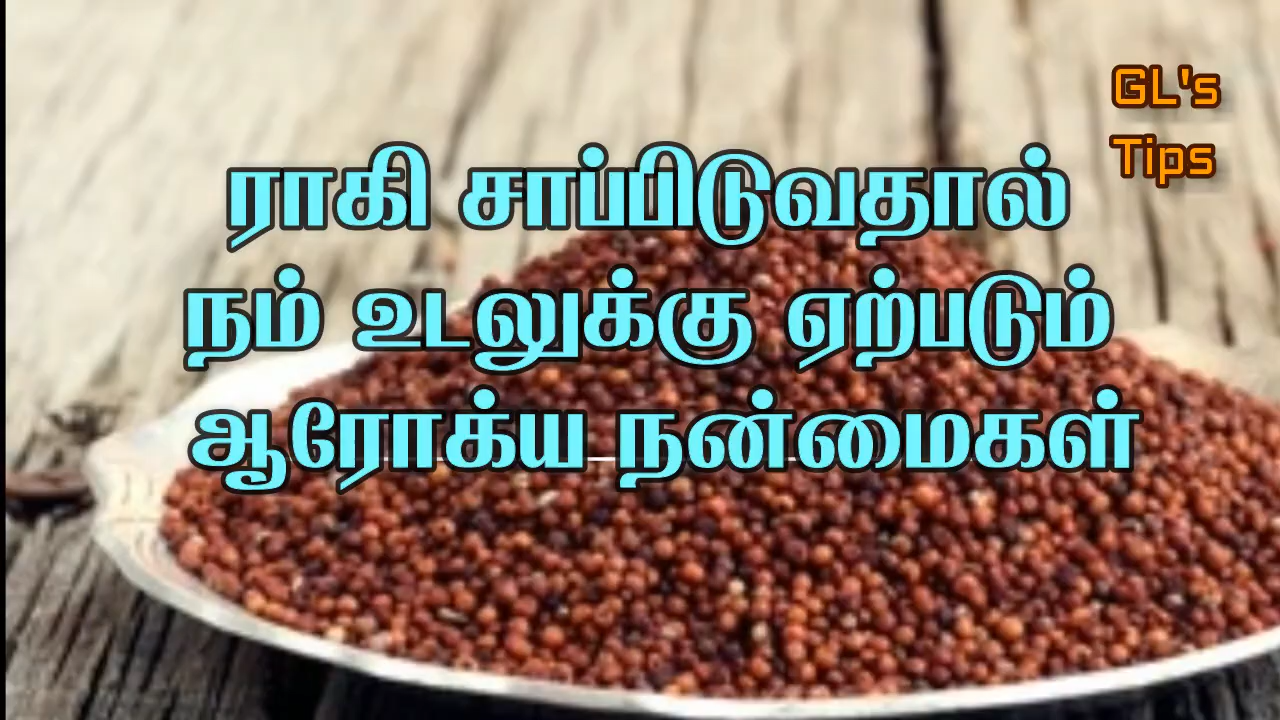 GL's
Tips
ராகி சாப்பிடுவதால்
நம் உடலுக்கு ஏற்படும்
ஆரோக்ய நன்மைகள்